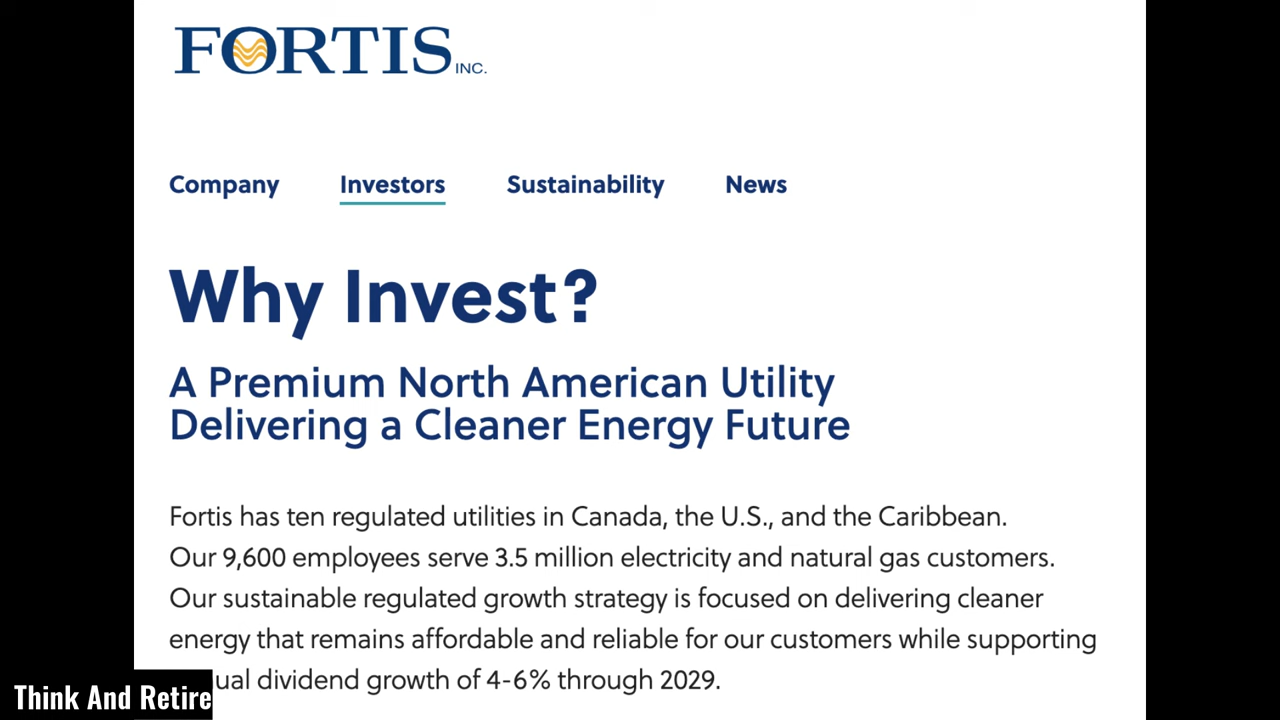 FORTIS INC.
Company Investors Sustainability News
Why Invest?
A Premium North American Utility
Delivering a Cleaner Energy Future
Fortis has ten regulated utilities in Canada, the U.S., and the Caribbean.
Our 9,600 employees serve 3.5 million electricity and natural gas customers.
Our sustainable regulated growth strategy is focused on delivering cleaner
energy that remains affordable and reliable for our customers while supporting
dividend growth of 4-6% through 2029.
Think And Retire